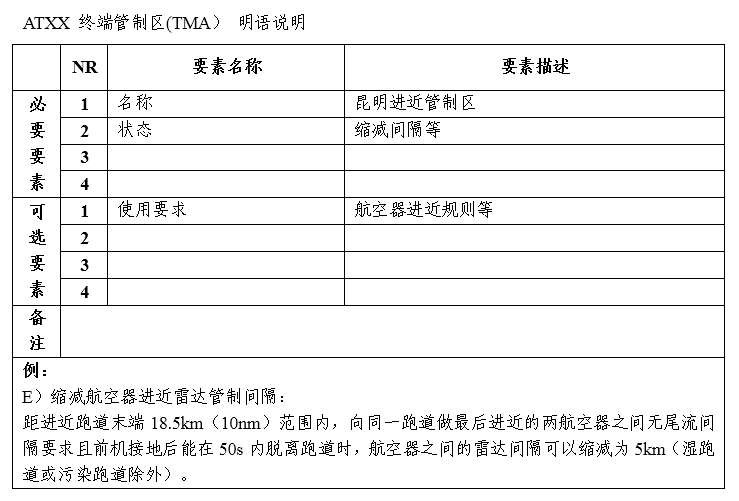 ATXX 终端管制区(TMA） 明语说明
NR 要素名称 要素描述
必要要素
1 名称 昆明进近管制区
2 状态 缩减间隔等
3
4
可选要素
1 使用要求 航空器进近规则等
2
3
4
备注
例：
E）缩减航空器进近雷达管制间隔：
距进近跑道末端 18.5km（10nm）范围内，向同一跑道做最后进近的两航空器之间无尾流间
隔要求且前机接地后能在 50s 内脱离跑道时，航空器之间的雷达间隔可以缩减为 5km（湿跑
道或污染跑道除外）。